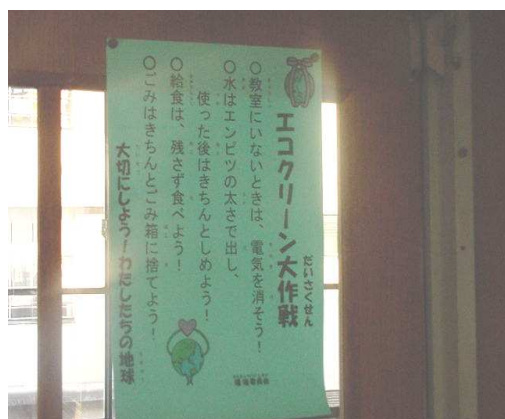 エコクリーン大作戦
だいさくせん
○教室にいないときは、電気を消そう！
○水はエンピツの太さで出し、
使った後はきちんとしめよう！
○給食は、残さず食べよう！
○ごみはきちんとごみ箱に捨てよう！
大切にしよう！わたしたちの地球